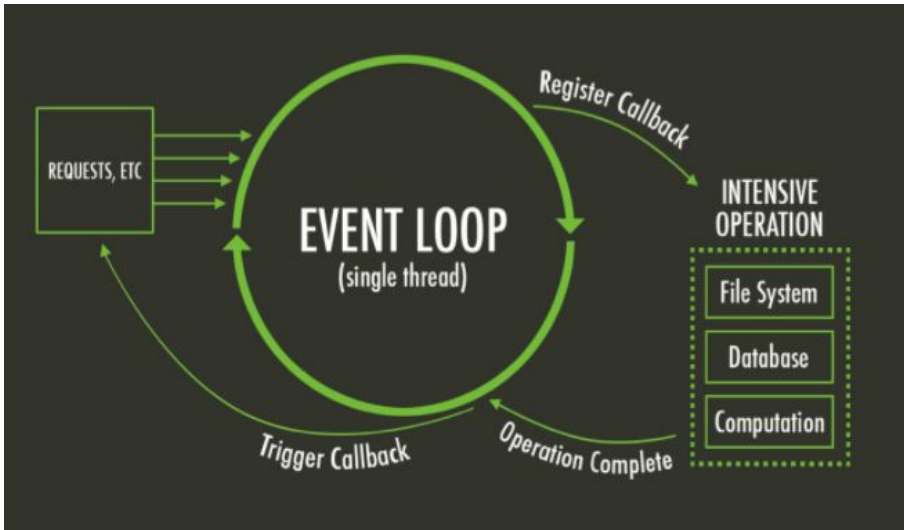 REQUESTS, ETC
EVENT LOOP
(single thread)
Register Callback
INTENSIVE
OPERATION
File System
Database
Computation
Operation Complete
Trigger Callback